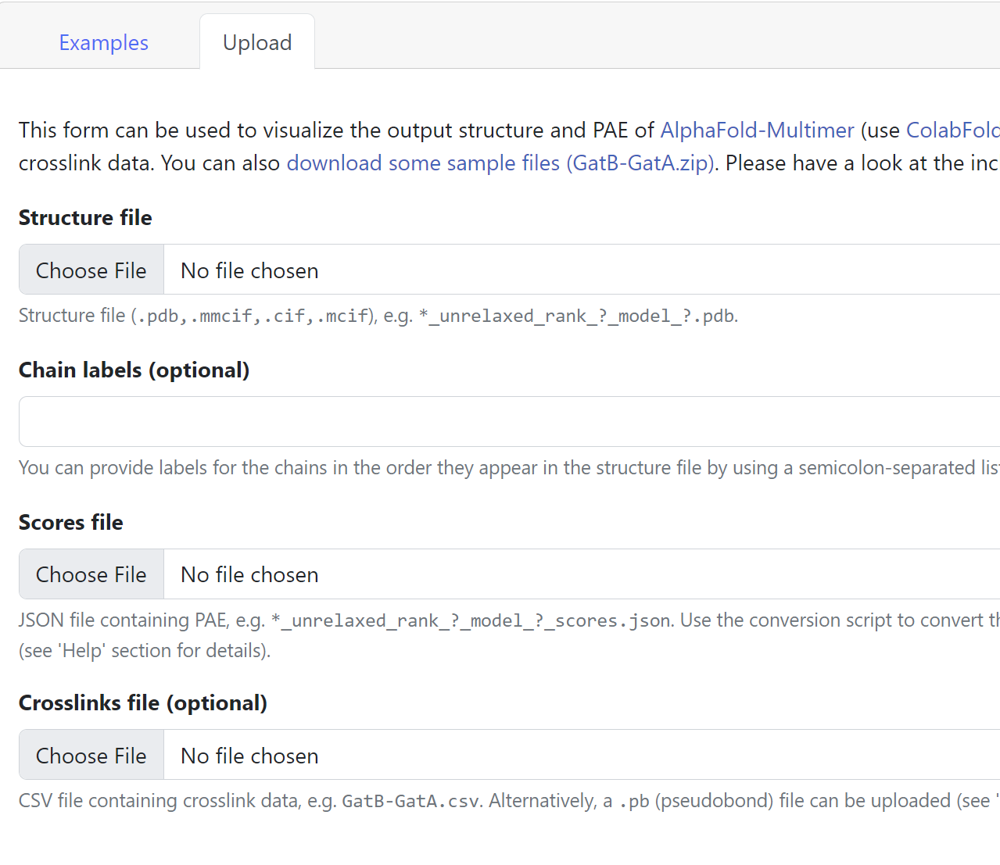 Examples
Upload
This form can be used to visualize the output structure and PAE of AlphaFold-Multimer (use ColabFold
crosslink data. You can also download some sample files (GatB-GatA.zip). Please have a look at the inc
Structure file
Choose File No file chosen
Structure file (.pdb,.mmcif,.cif,.mcif), e.g. *_unrelaxed_rank_?_model_?.pdb.
Chain labels (optional)
You can provide labels for the chains in the order they appear in the structure file by using a semicolon-separated list
Scores file
Choose File No file chosen
JSON file containing PAE, e.g. *_unrelaxed_rank_?_model_?_scores.json. Use the conversion script to convert th
(see 'Help' section for details).
Crosslinks file (optional)
Choose File No file chosen
CSV file containing crosslink data, e.g. GatB-GatA.csv. Alternatively, a .pb (pseudobond) file can be uploaded (see '